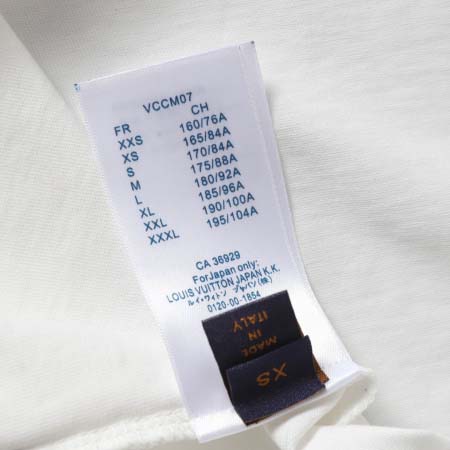 VCCM07
FR CH
XXS 160/76A
XS 165/84A
S 170/84A
M 175/88A
L 180/92A
XL 185/96A
XXL 190/100A
XXXL 195/104A
CA 36929
For Japan only:
LOUIS VUITTON JAPAN K.K.
ルイ・ヴィトン ジャパン(株)
0120-00-1854
MADE
IN
ITALY
XS